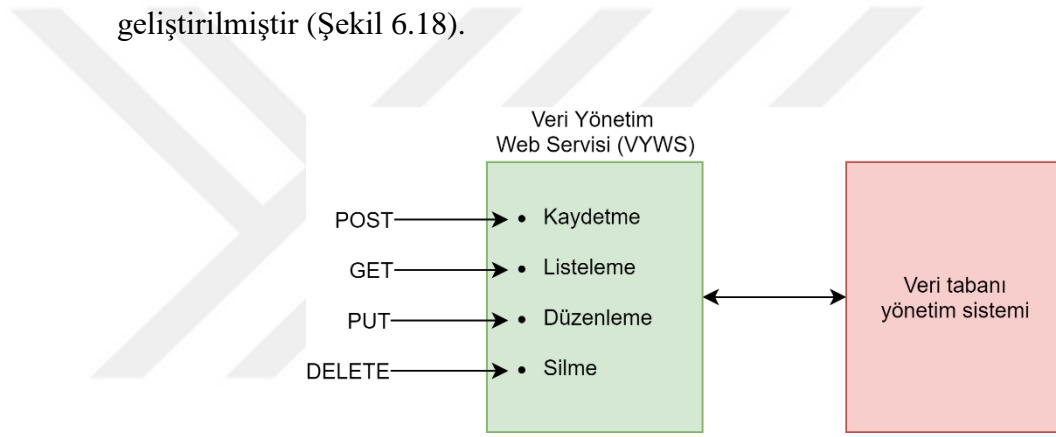 geliştirilmiştir (Şekil 6.18).
Veri Yönetim
Web Servisi (VYWS)
POST
• Kaydetme
GET
• Listeleme
PUT
• Düzenleme
DELETE
• Silme
Veri tabanı
yönetim sistemi